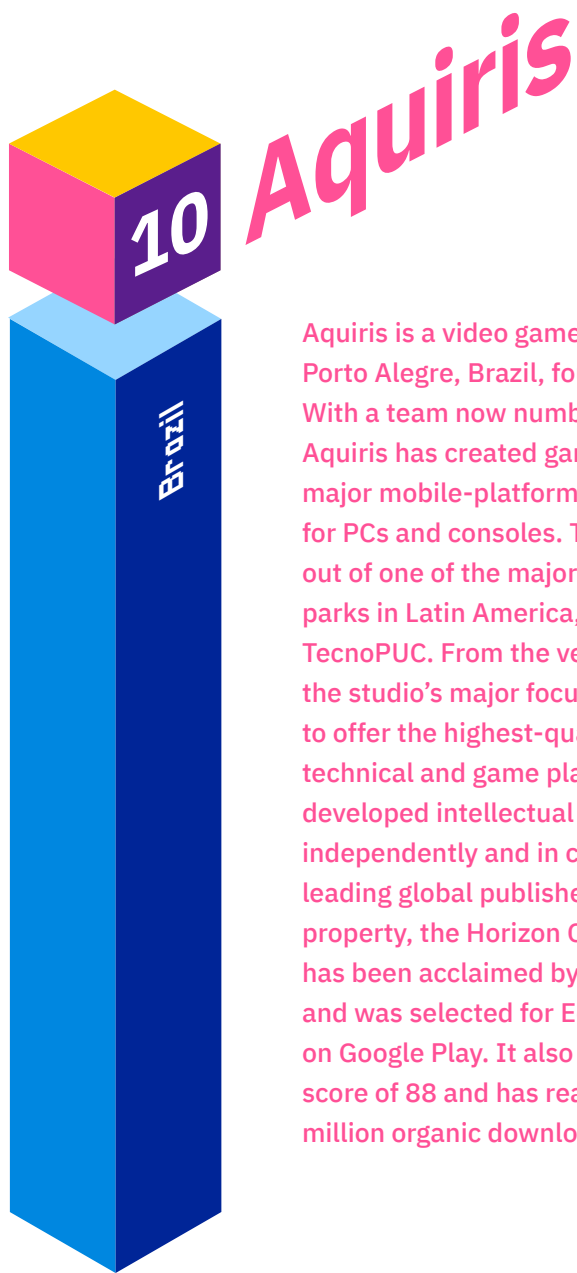 Aquiris
10
Brazil
Aquiris is a video game
Porto Alegre, Brazil, fo
With a team now numb
Aquiris has created gar
major mobile-platform
for PCs and consoles. T
out of one of the major
parks in Latin America,
TecnoPUC. From the ve
the studio’s major focu
to offer the highest-qua
technical and game pla
developed intellectual
independently and in c
leading global publishe
property, the Horizon C
has been acclaimed by
and was selected for E
on Google Play. It also
score of 88 and has rea
million organic downlo